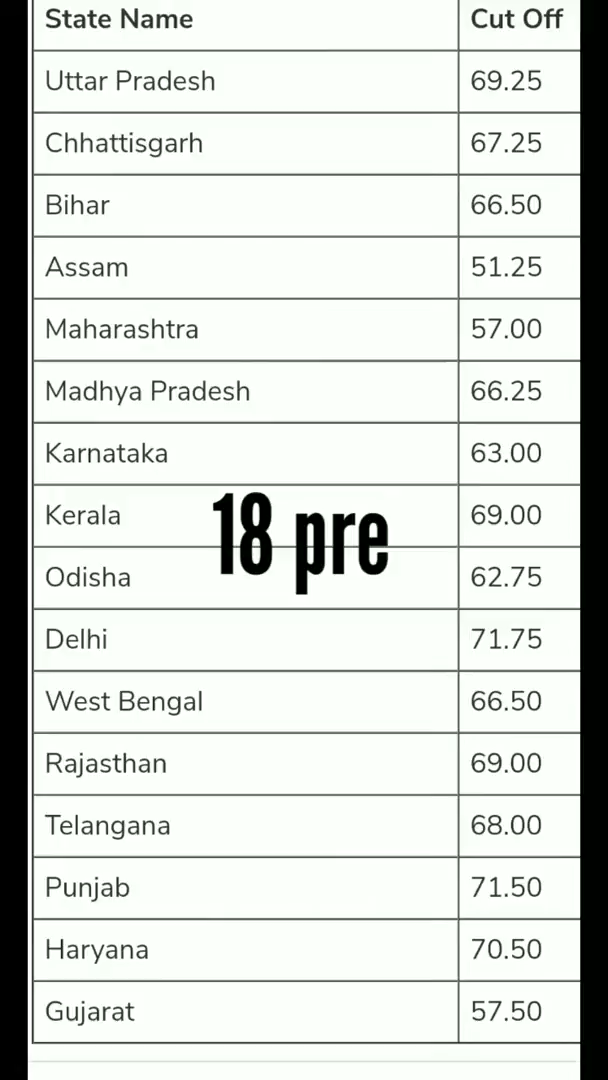 State Name Cut Off
Uttar Pradesh 69.25
Chhattisgarh 67.25
Bihar 66.50
Assam 51.25
Maharashtra 57.00
Madhya Pradesh 66.25
Karnataka 63.00
Kerala 69.00
18 pre
Odisha 62.75
Delhi 71.75
West Bengal 66.50
Rajasthan 69.00
Telangana 68.00
Punjab 71.50
Haryana 70.50
Gujarat 57.50